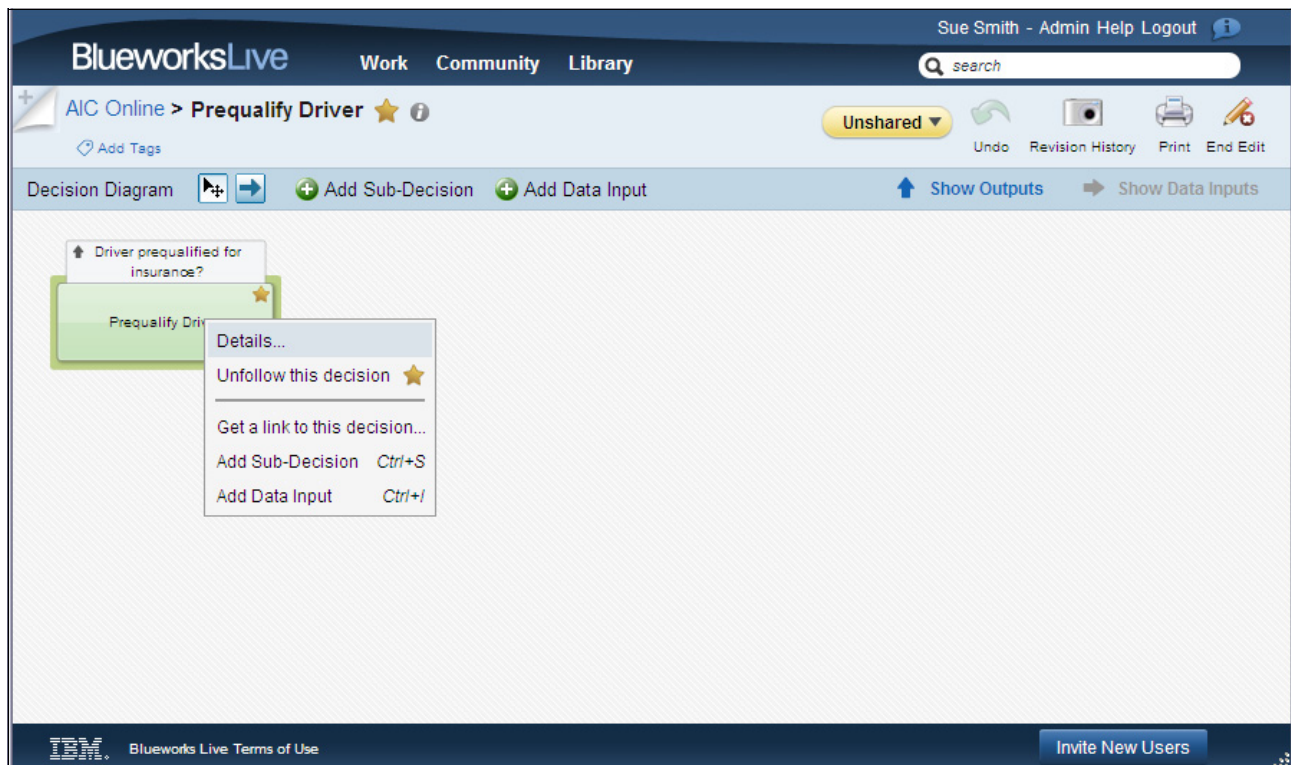 Sue Smith - Admin Help Logout
BlueworksLive Work Community Library
search
AIC Online > Prequalify Driver
Unshared
Add Tags
Undo Revision History Print End Edit
Decision Diagram Add Sub-Decision Add Data Input Show Outputs Show Data Inputs
Driver prequalified for
insurance?
Prequalify Driv
Details...
Unfollow this decision
Get a link to this decision...
Add Sub-Decision Ctrl+S
Add Data Input Ctrl+I
IBM. Blueworks Live Terms of Use Invite New Users